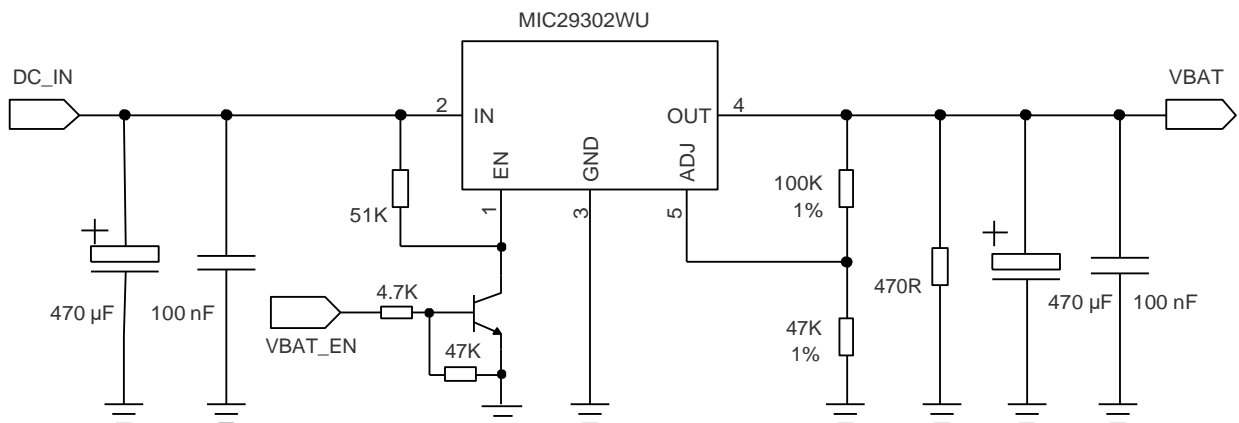 MIC29302WU
DC_IN
VBAT
2
IN
OUT
4
EN
GND
ADJ
1
3
5
51K
100K
1%
470 µF
100 nF
4.7K
VBAT_EN
47K
47K
1%
470R
470 µF
100 nF